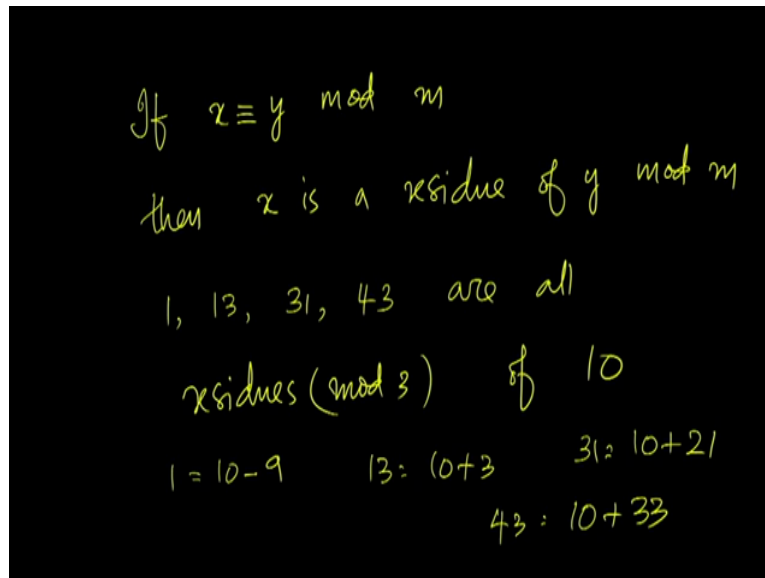 If x ≡ y mod m
then x is a residue of y mod m
1, 13, 31, 43 are all
residues (mod 3) of 10
1 = 10-9 13 = 10+3 31 = 10+21
43 = 10+33